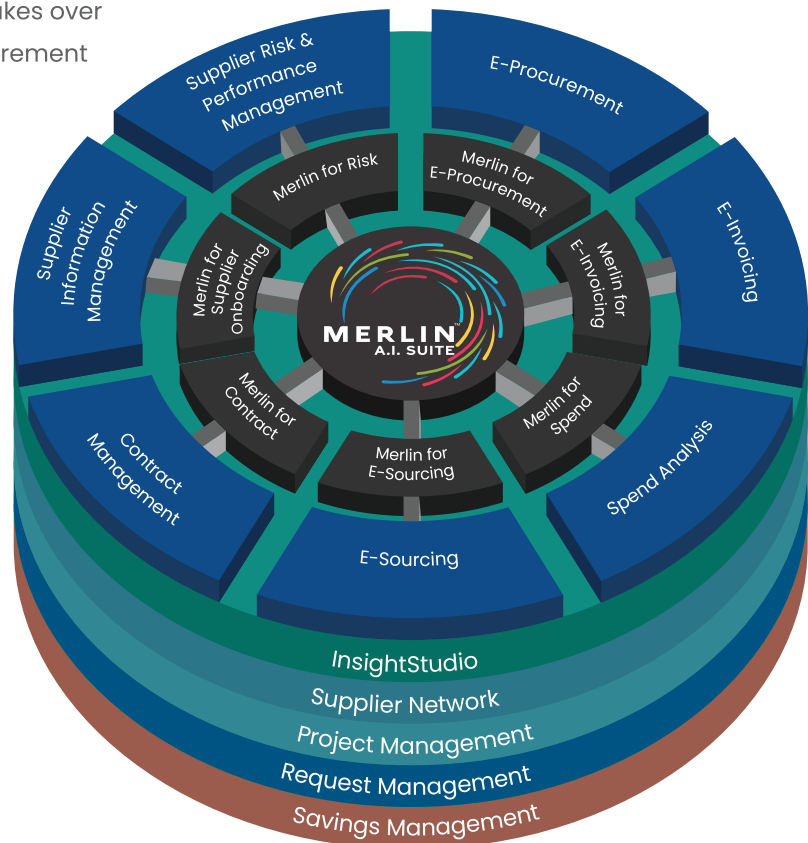 akes over
rement
Supplier Risk &
Performance
Management
E-Procurement
E-Invoicing
Spend Analysis
E-Sourcing
Contract
Management
Supplier
Information
Management
Merlin for Risk
Merlin for
E-Procurement
Merlin for
E-Invoicing
Merlin for
Spend
Merlin for
E-Sourcing
Merlin for
Contract
Merlin for
Supplier
Onboarding
MERLIN™
A.I. SUITE
InsightStudio
Supplier Network
Project Management
Request Management
Savings Management